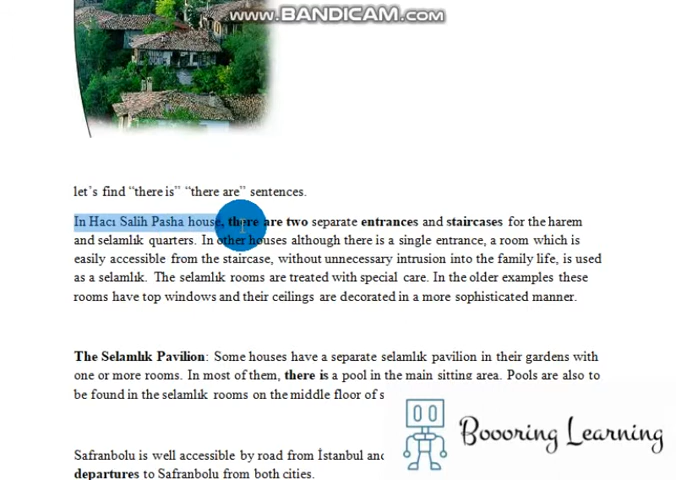 www.BANDICAM.com
let's find “there is” “there are” sentences.
In Hacı Salih Pasha house, there are two separate entrances and staircases for the harem
and selamlık quarters. In other houses although there is a single entrance, a room which is
easily accessible from the staircase, without unnecessary intrusion into the family life, is used
as a selamlık. The selamlık rooms are treated with special care. In the older examples these
rooms have top windows and their ceilings are decorated in a more sophisticated manner.
The Selamlık Pavilion: Some houses have a separate selamlık pavilion in their gardens with
one or more rooms. In most of them, there is a pool in the main sitting area. Pools are also to
be found in the selamlık rooms on the middle floor of s
Boooring Learning
Safranbolu is well accessible by road from İstanbul and
departures to Safranbolu from both cities.